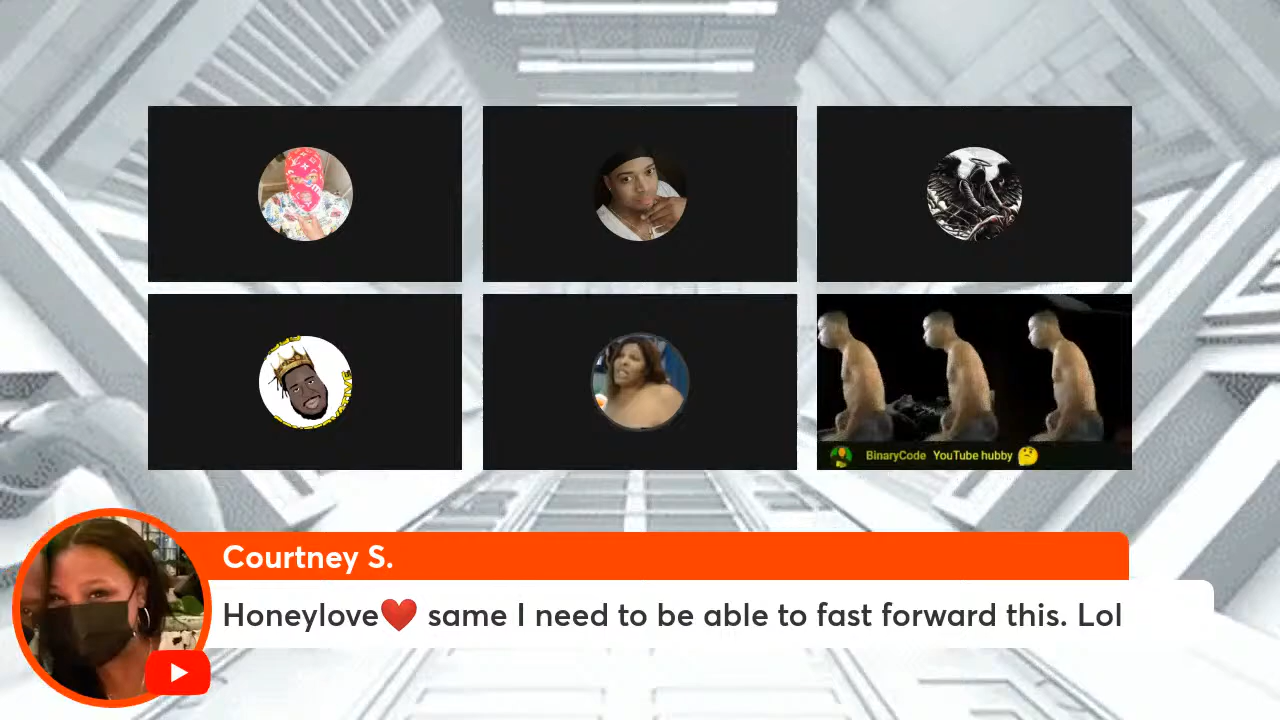 BinaryCode YouTube hubby 🤔
Courtney S.
Honeylove❤️ same I need to be able to fast forward this. Lol